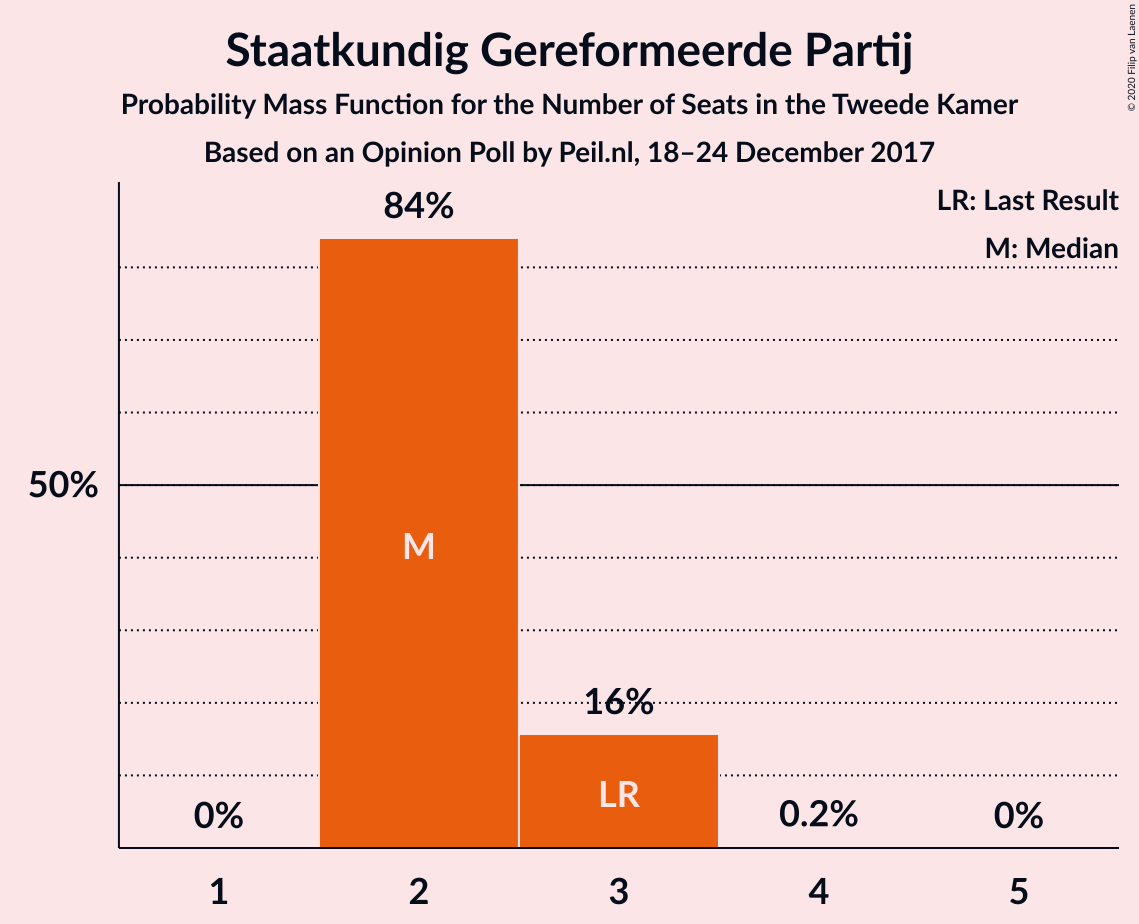 Staatkundig Gereformeerde Partij
Probability Mass Function for the Number of Seats in the Tweede Kamer
Based on an Opinion Poll by Peil.nl, 18–24 December 2017
© 2020 Filip van Laenen
LR: Last Result
M: Median
84%
50%
M
16%
LR
0%
0.2%
0%
1
2
3
4
5